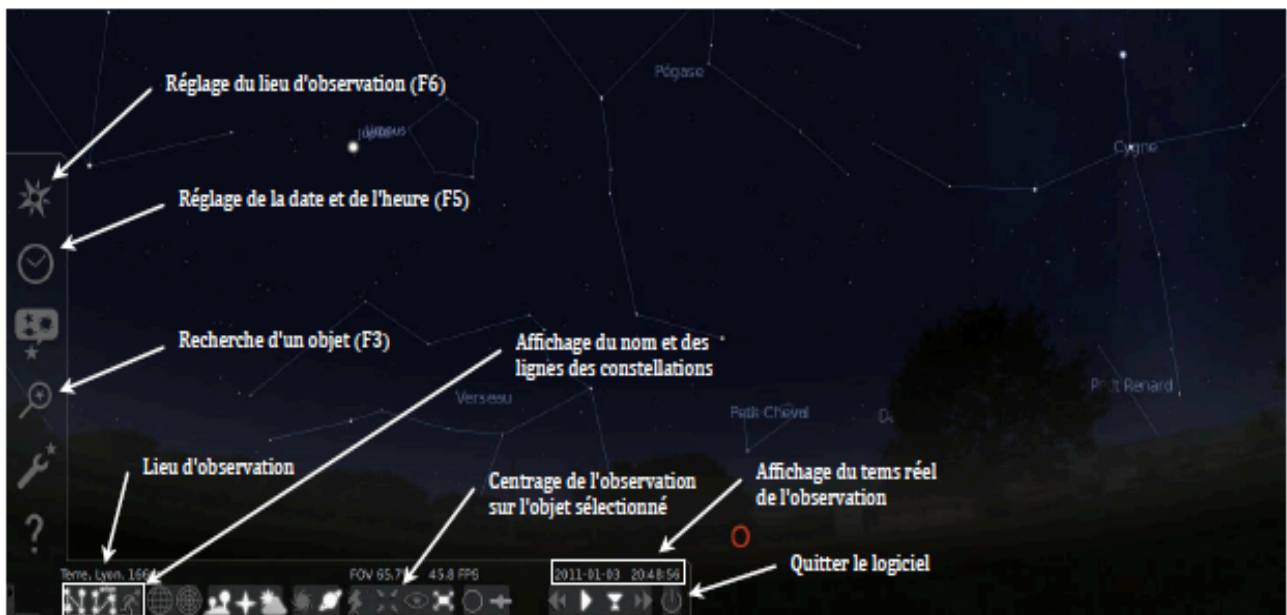 Réglage du lieu d'observation (F6)
Pégase
Cygne
Réglage de la date et de l'heure (F5)
Recherche d'un objet (F3)
Affichage du nom et des
lignes des constellations
Verseau
Petit Cheval
Lieu d'observation
Centrage de l'observation
sur l'objet sélectionné
Affichage du tems réel
de l'observation
O
Quitter le logiciel
Terre, Lyon,
FOV
45.8 FPS
2011-01-03 20:48:56
?